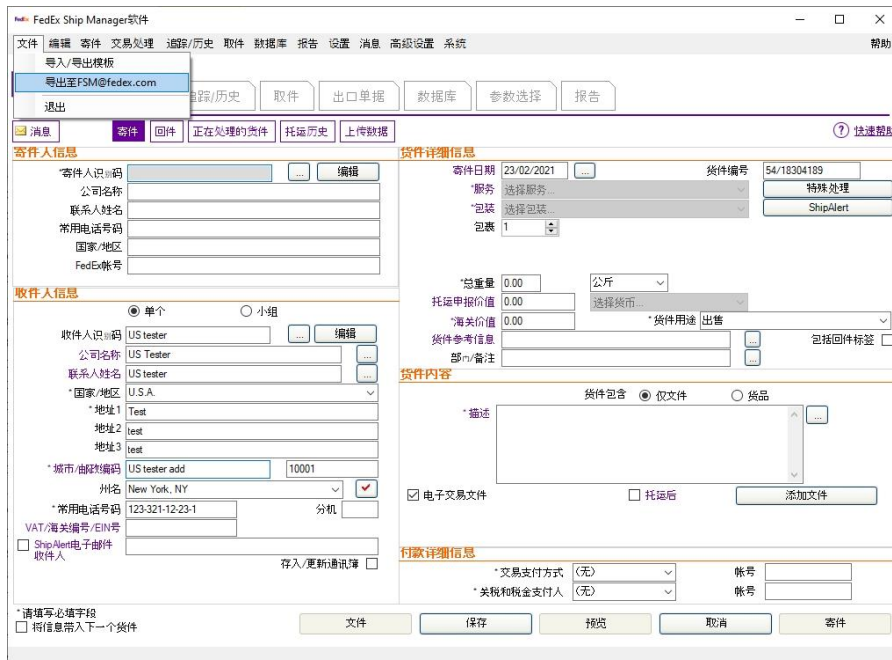 FedEx Ship Manager软件
文件 编辑 寄件 交易处理 追踪/历史 取件 数据库 报告 设置 消息 高级设置 系统 帮助
导入/导出模板
导出至FSM@fedex.com
退出
追踪/历史 取件 出口单据 数据库 参数选择 报告
消息 寄件 回件 正在处理的货件 托运历史 上传数据 ? 快速帮助
寄件人信息
*寄件人识别码 ... 编辑
公司名称
联系人姓名
常用电话号码
国家/地区
FedEx帐号
收件人信息
单个 小组
收件人识别码 US tester ... 编辑
公司名称 US Tester ...
联系人姓名 US tester ...
*国家/地区 U.S.A.
*地址1 Test
地址2 test
地址3 test
*城市/邮政编码 US tester add 10001
州名 New York, NY
*常用电话号码 123-321-12-23-1 分机
VAT/海关编号/EIN号
ShipAlert电子邮件
收件人
存入/更新通讯簿
*请填写必填字段
将信息带入下一个货件
货件详细信息
寄件日期 23/02/2021 ... 货件编号 54/18304189
*服务 选择服务... 特殊处理
*包装 选择包装... ShipAlert
包裹 1
*总重量 0.00 公斤
托运申报价值 0.00 选择货币...
*海关价值 0.00 *货件用途 出售
货件参考信息 ... 包括回件标签
部门/备注 ...
货件内容
货件包含 仅文件 货品
*描述 ...
电子交易文件 托运后 添加文件
付款详细信息
*交易支付方式 (无) 帐号
*关税和税金支付人 (无) 帐号
文件 保存 预览 取消 寄件